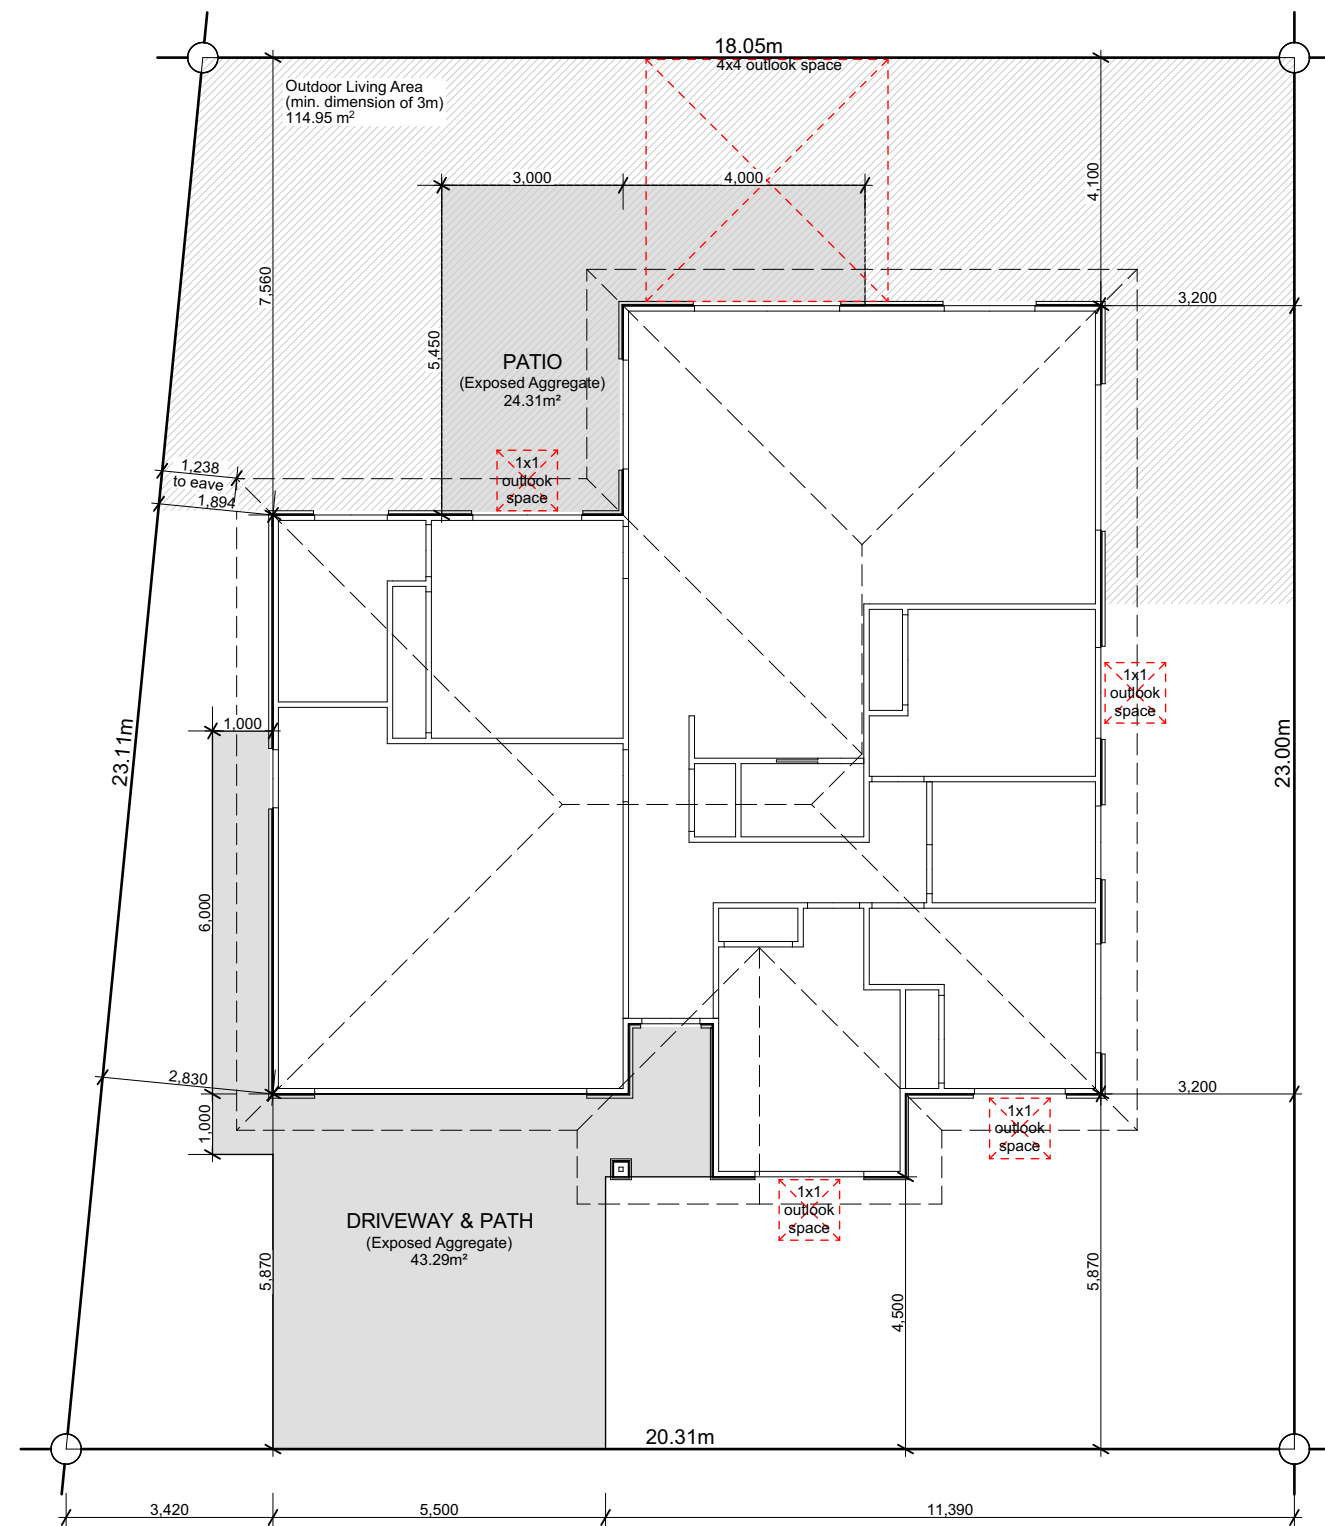 18.05m
4x4 outlook space
Outdoor Living Area
(min. dimension of 3m)
114.95 m²
3,000
4,000
4,100
7,560
3,200
5,450
PATIO
(Exposed Aggregate)
24.31m²
1,238
to eave
1,894
1x1
outlook
space
1x1
outlook
space
1,000
23.11m
23.00m
6,000
2,830
3,200
1,000
1x1
outlook
space
1x1
outlook
space
DRIVEWAY & PATH
(Exposed Aggregate)
43.29m²
5,870
4,500
5,870
20.31m
3,420
5,500
11,390